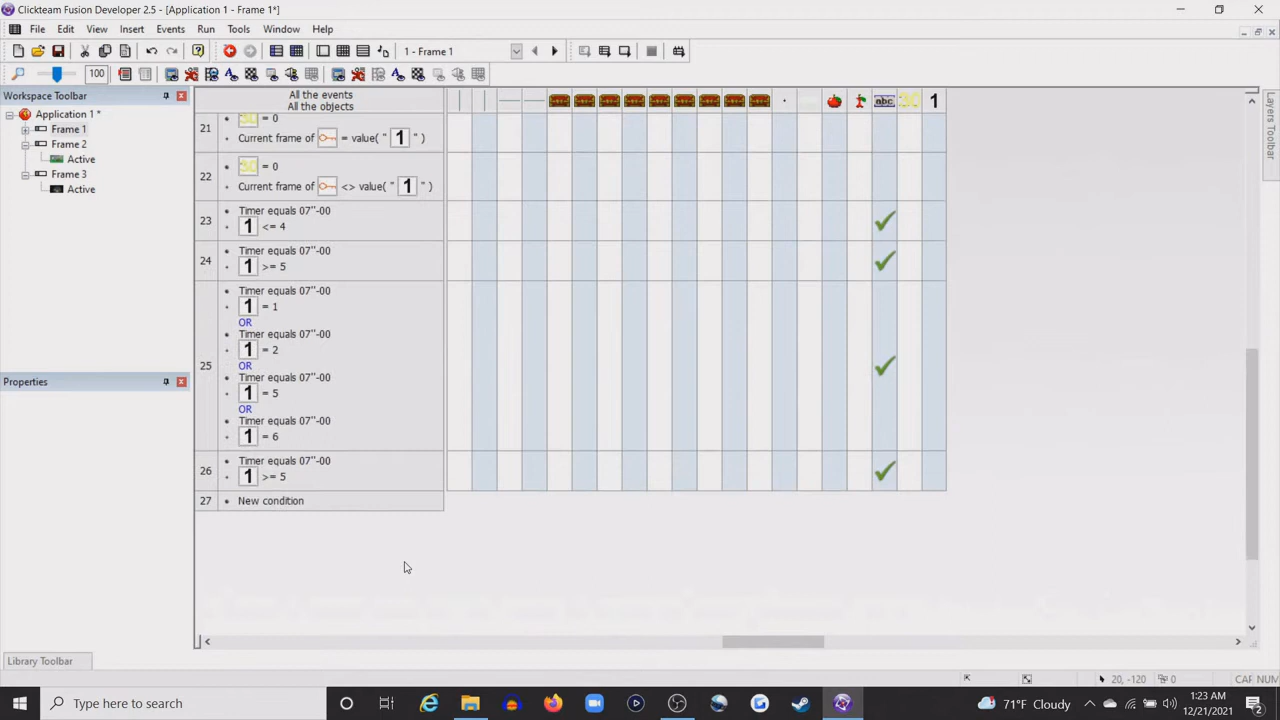 Clickteam Fusion Developer 2.5 - [Application 1 - Frame 1*]
File Edit View Insert Events Run Tools Window Help
1 - Frame 1
100
Workspace Toolbar
Application 1 *
Frame 1
Frame 2
Active
Frame 3
Active
Properties
Library Toolbar
Layers Toolbar
All the events
All the objects
abc 30 1
21
30 = 0
Current frame of = value( " 1 " )
22
30 = 0
Current frame of <> value( " 1 " )
23
Timer equals 07"-00
1 <= 4
24
Timer equals 07"-00
1 >= 5
25
Timer equals 07"-00
1 = 1
OR
Timer equals 07"-00
1 = 2
OR
Timer equals 07"-00
1 = 5
OR
Timer equals 07"-00
1 = 6
26
Timer equals 07"-00
1 >= 5
27 New condition
20, -120
0
CAP NUM
Type here to search
71°F Cloudy
1:23 AM
12/21/2021